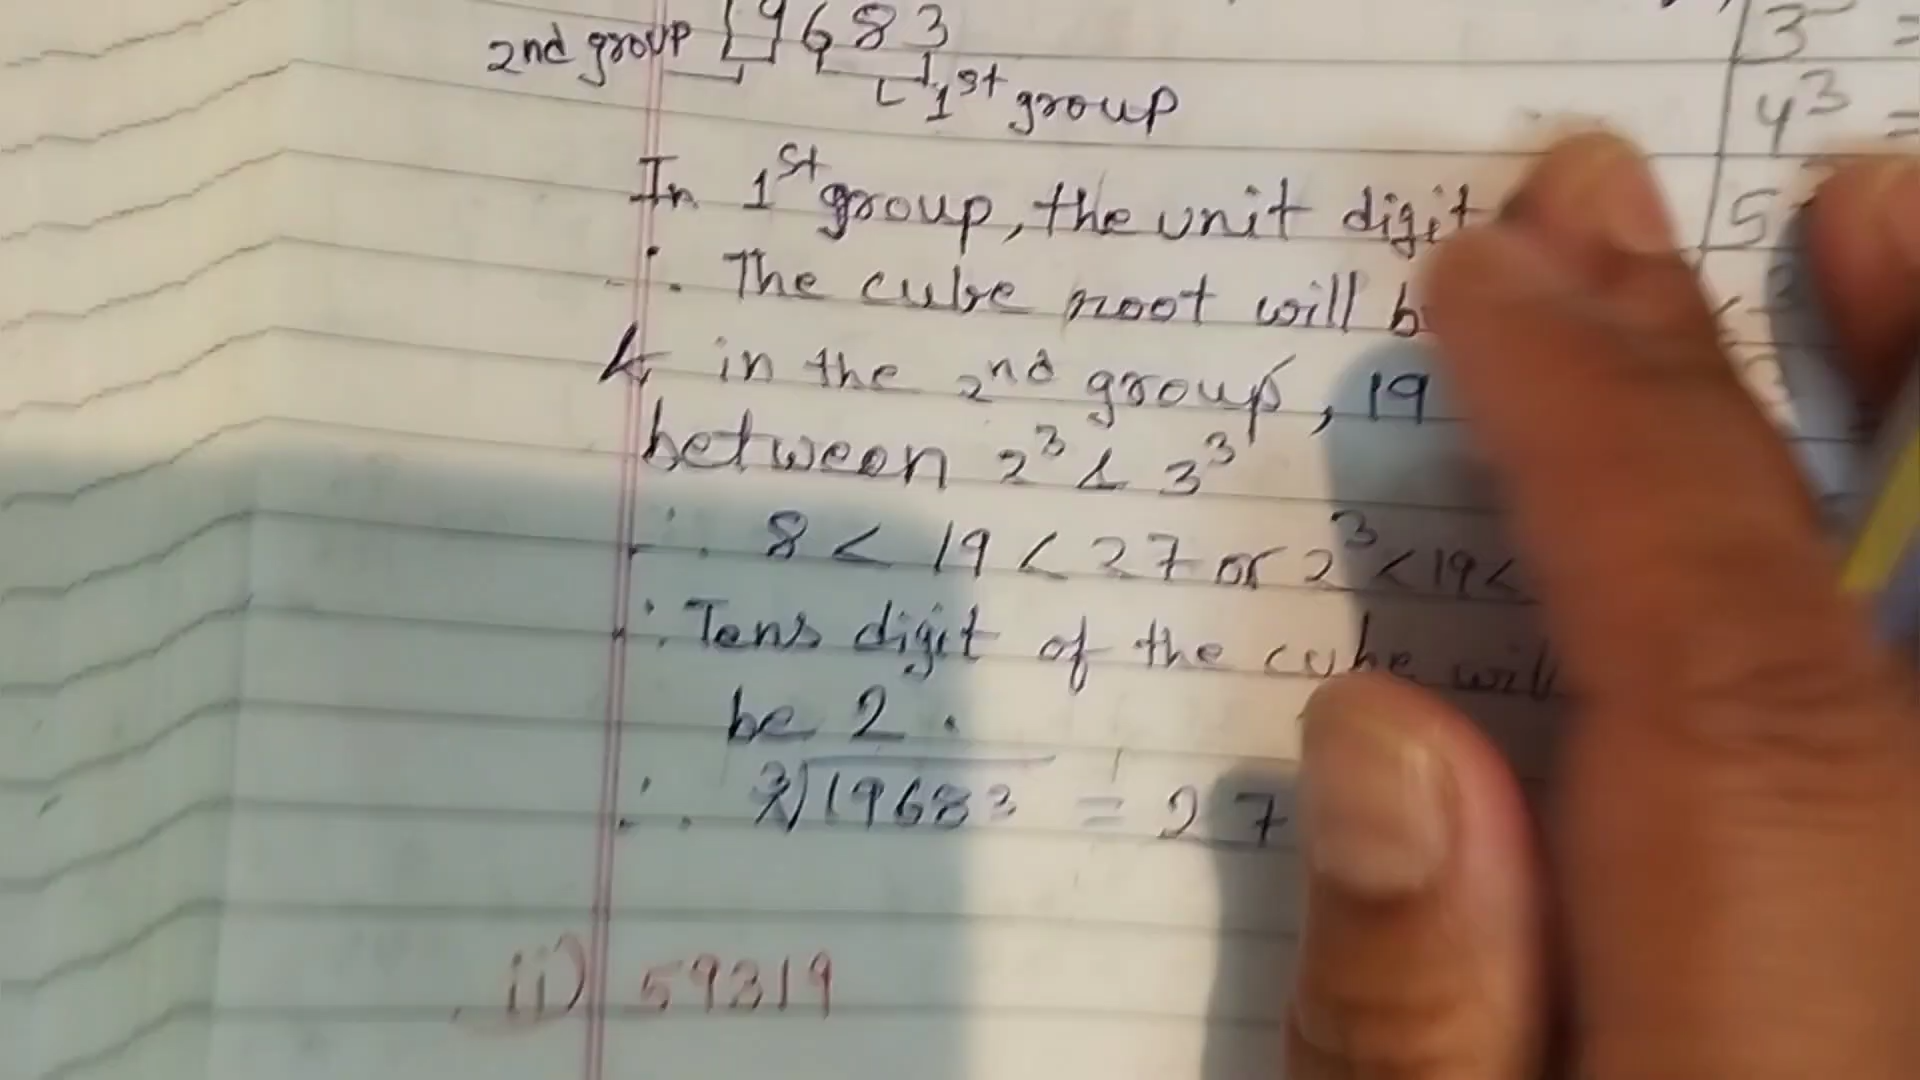 2nd group 19683
1st group
3³ =
4³ =
5
In 1st group, the unit digit
∴ The cube root will b
& in the 2nd group, 19
between 2³ & 3³
∴ 8 < 19 < 27 or 2³ < 19 <
∴ Tens digit of the cube will
be 2.
∴ ³√19683 = 27
ii) 59319